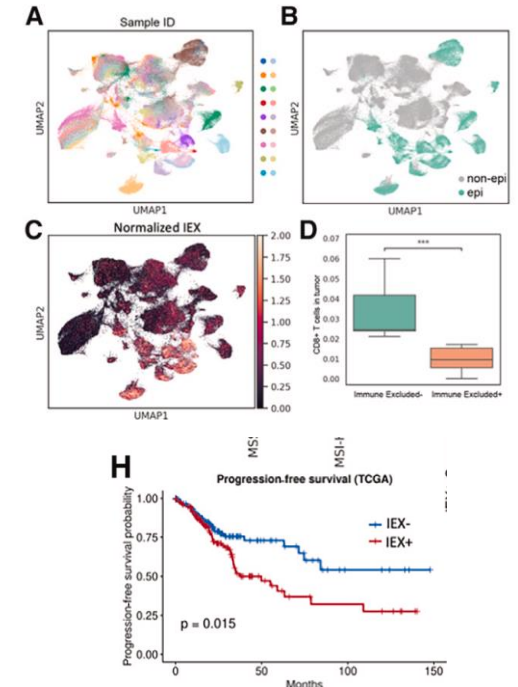 A
Sample ID
UMAP2
UMAP1
B
UMAP2
non-epi
epi
UMAP1
C
Normalized IEX
UMAP2
2.00
1.75
1.50
1.25
1.00
0.75
0.50
0.25
0.00
UMAP1
D
CD8+ T cells in tumor
0.07
0.06
0.05
0.04
0.03
0.02
0.01
0.00
***
Immune Excluded-
Immune Excluded+
H
Progression-free survival (TCGA)
Progression-free survival probability
1.00
0.75
0.50
0.25
0.00
IEX-
IEX+
p = 0.015
0
50
100
150
Months